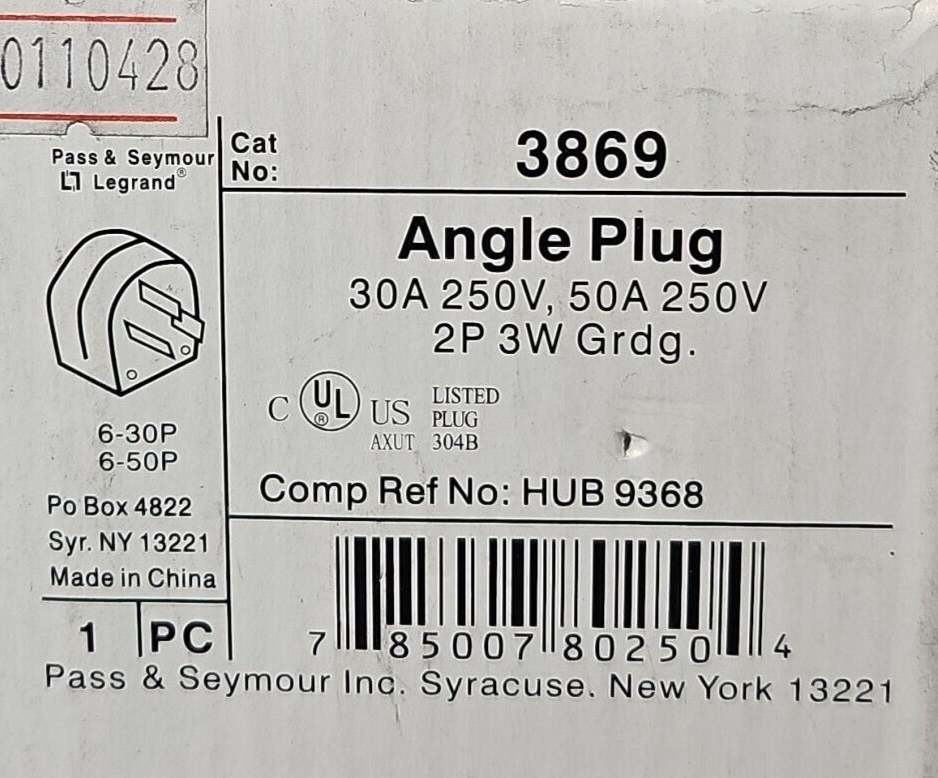 0110428
Pass & Seymour
Legrand®
Cat
No:
3869
Angle Plug
30A 250V, 50A 250V
2P 3W Grdg.
C UL® US
LISTED
PLUG
AXUT 304B
6-30P
6-50P
Comp Ref No: HUB 9368
Po Box 4822
Syr. NY 13221
Made in China
1 PC
7 85007 80250 4
Pass & Seymour Inc. Syracuse. New York 13221